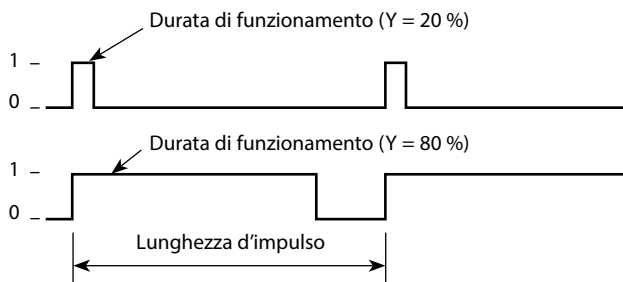 Durata di funzionamento (Y = 20 %)
1
0
Durata di funzionamento (Y = 80 %)
1
0
Lunghezza d'impulso